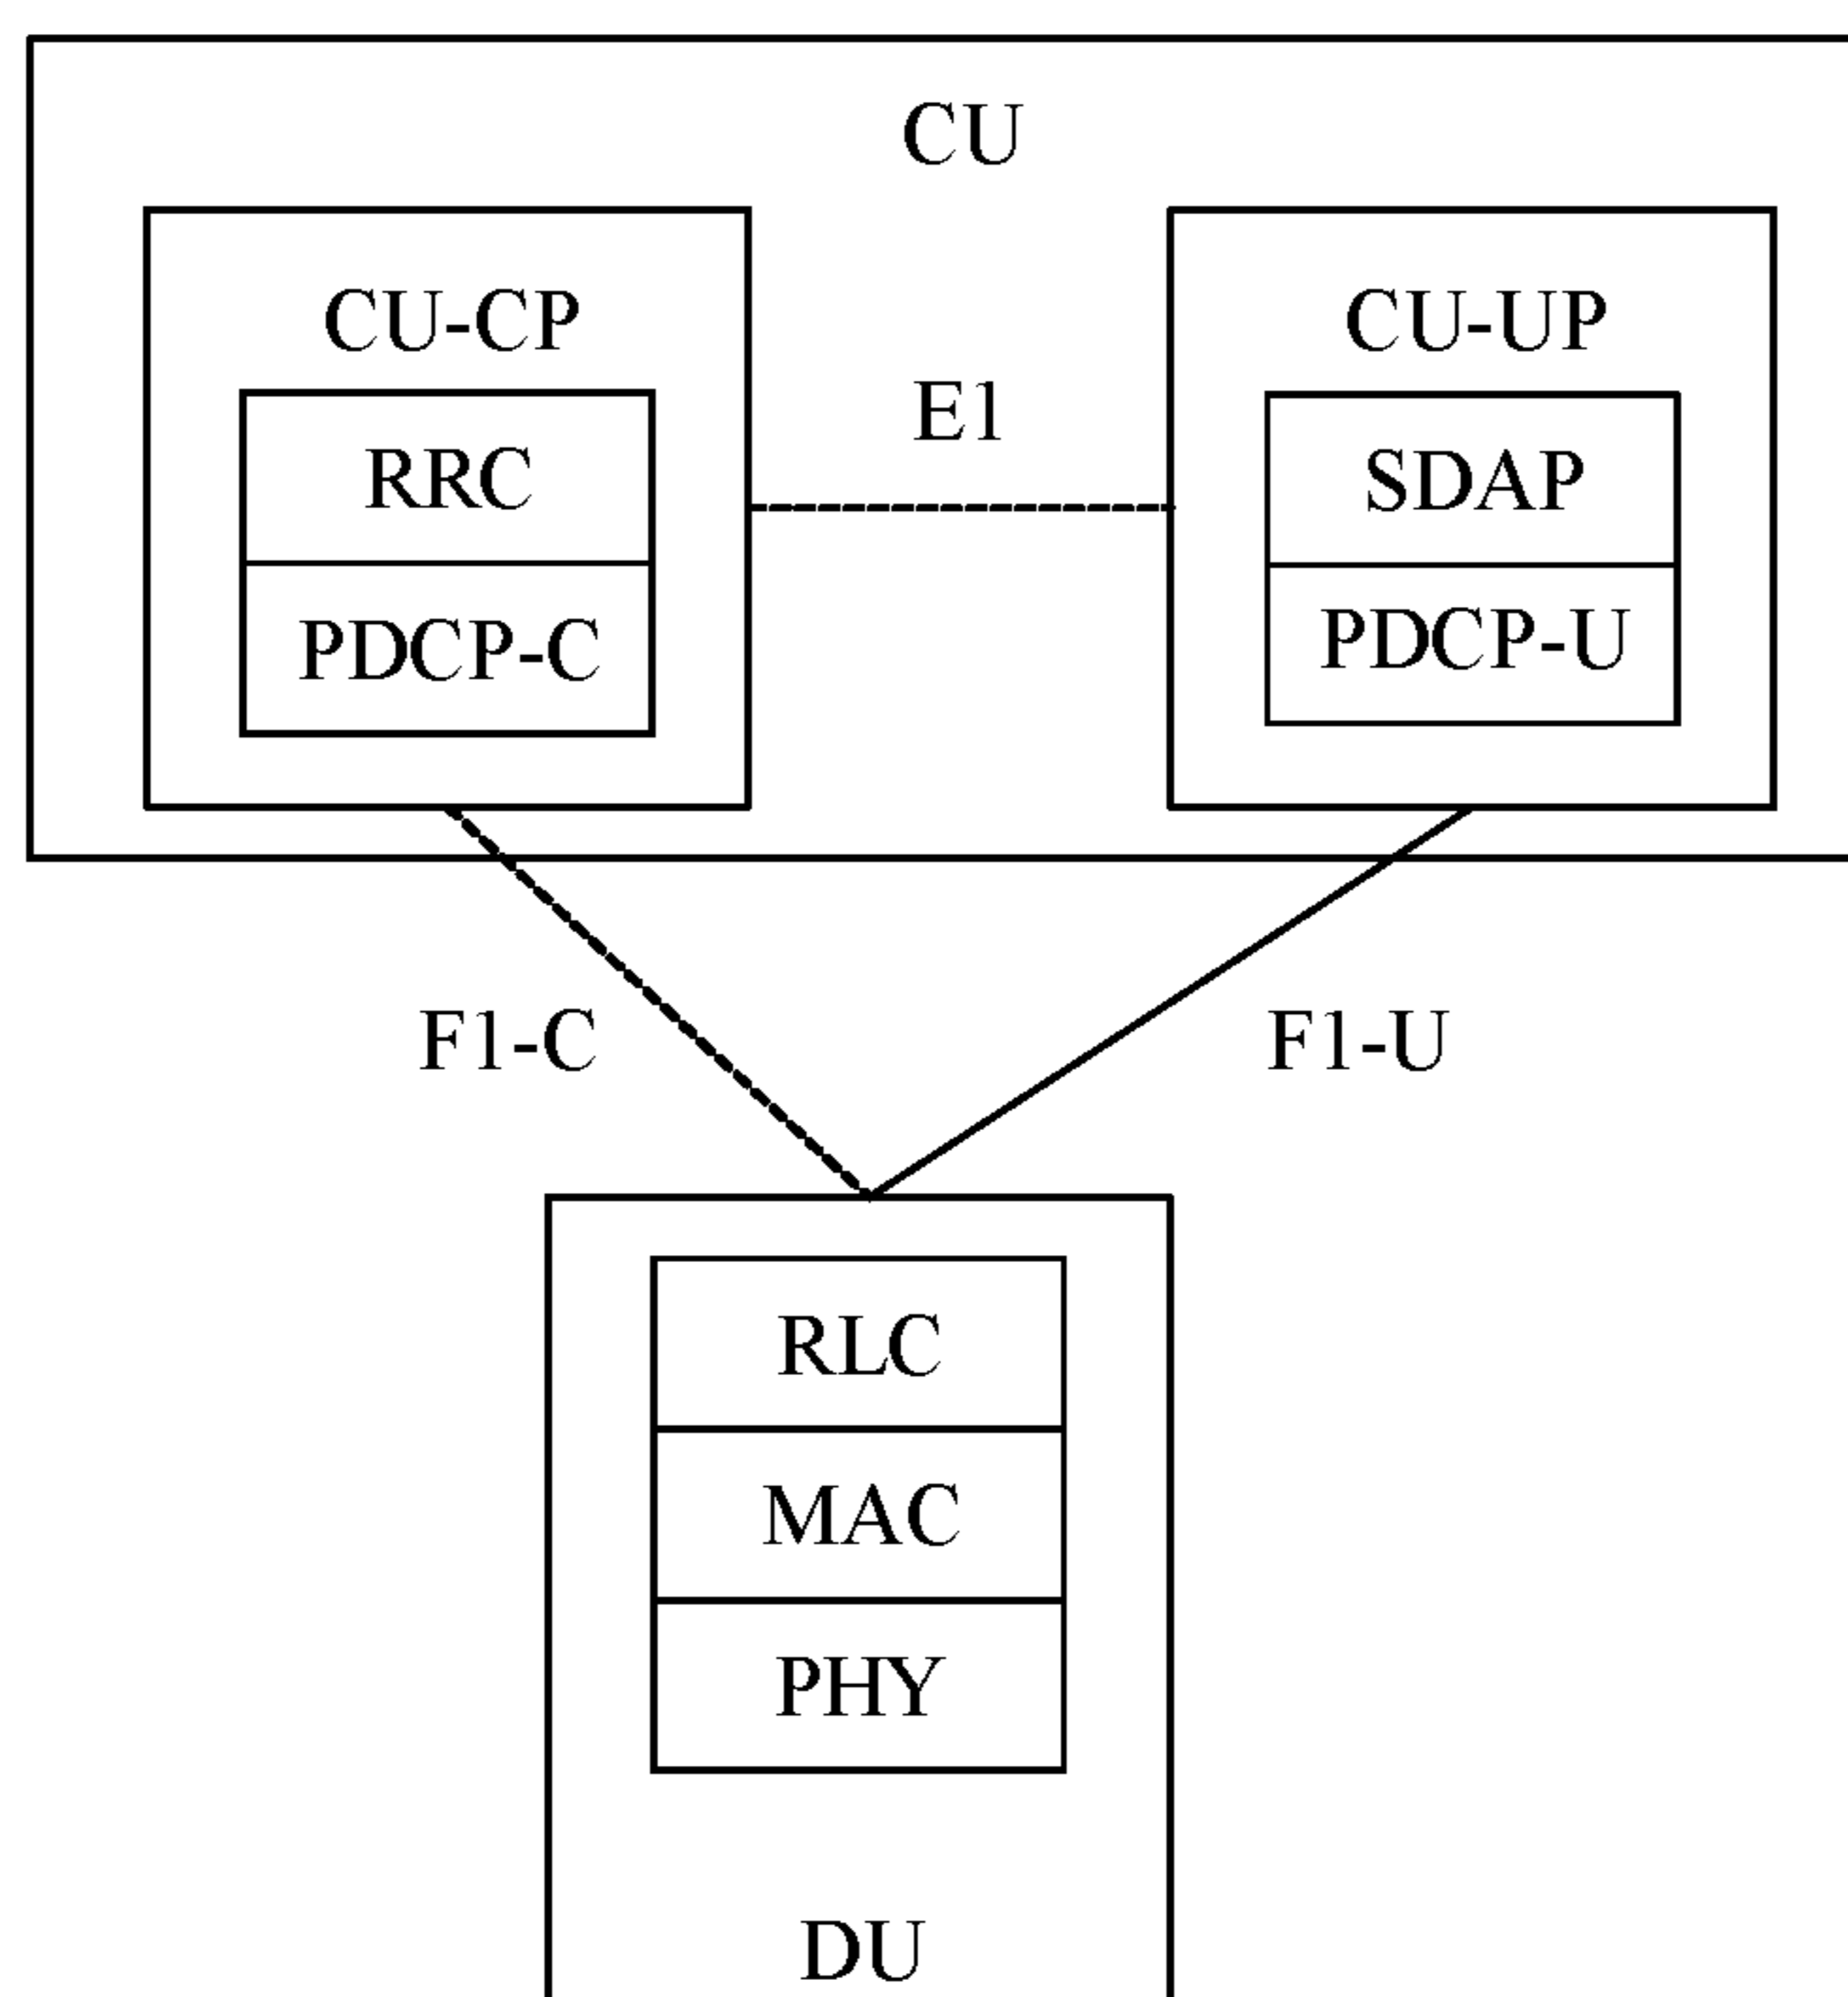 CU
CU-CP
CU-UP
E1
RRC
SDAP
PDCP-C
PDCP-U
F1-C
F1-U
RLC
MAC
PHY
DU